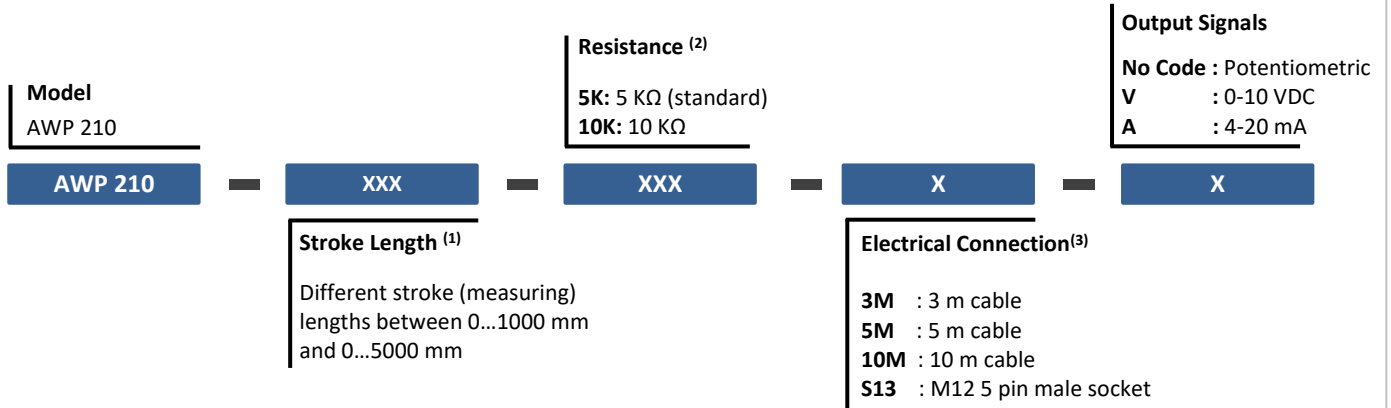 Output Signals
No Code : Potentiometric
V : 0-10 VDC
A : 4-20 mA
Resistance (2)
5K: 5 KΩ (standard)
10K: 10 KΩ
Model
AWP 210
AWP 210 – XXX – XXX – X – X
Stroke Length (1)
Different stroke (measuring)
lengths between 0...1000 mm
and 0...5000 mm
Electrical Connection(3)
3M : 3 m cable
5M : 5 m cable
10M : 10 m cable
S13 : M12 5 pin male socket